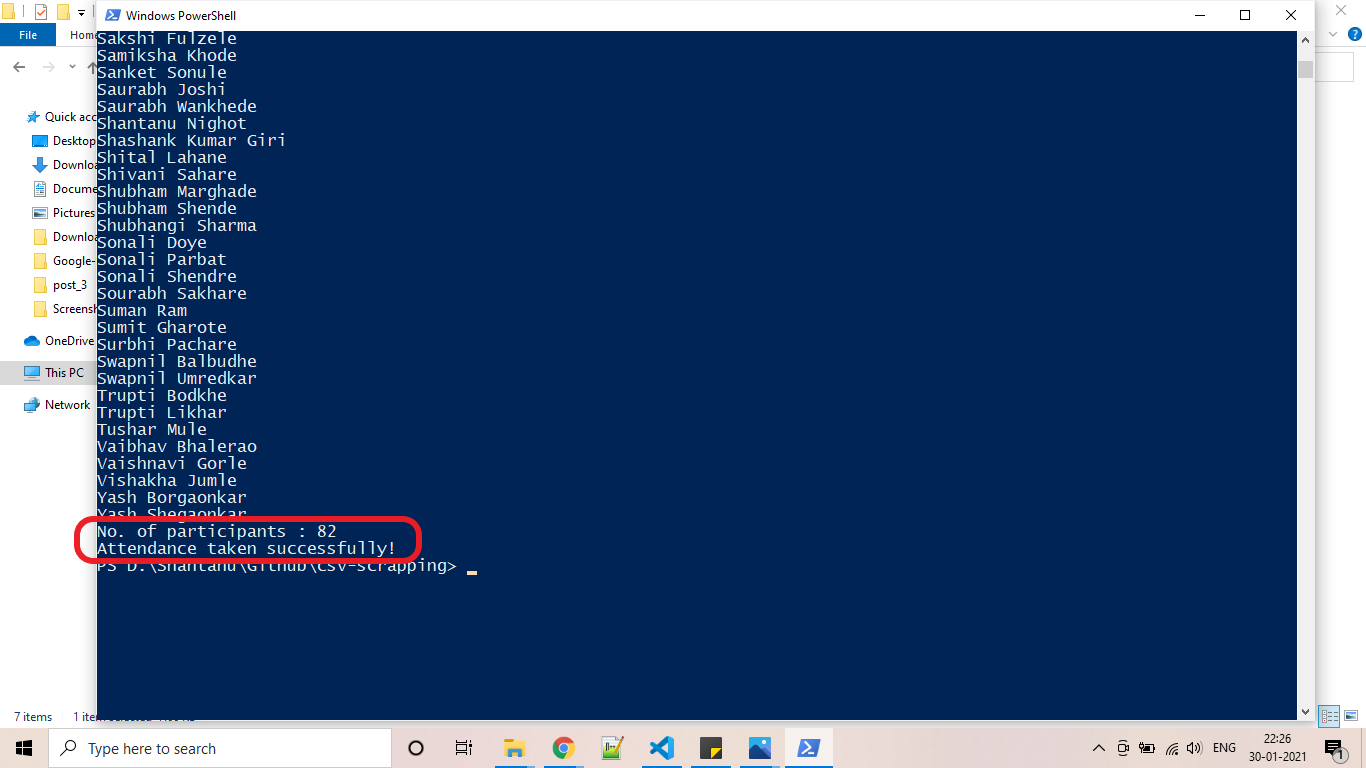 Windows PowerShell
File
Home
Quick acc
Desktop
Downloa
Docume
Pictures
Downloa
Google-
post_3
Screensh
OneDrive
This PC
Network
Sakshi Fulzele
Samiksha Khode
Sanket Sonule
Saurabh Joshi
Saurabh Wankhede
Shantanu Nighot
Shashank Kumar Giri
Shital Lahane
Shivani Sahare
Shubham Marghade
Shubham Shende
Shubhangi Sharma
Sonali Doye
Sonali Parbat
Sonali Shendre
Sourabh Sakhare
Suman Ram
Sumit Gharote
Surbhi Pachare
Swapnil Balbudhe
Swapnil Umredkar
Trupti Bodkhe
Trupti Likhar
Tushar Mule
Vaibhav Bhalerao
Vaishnavi Gorle
Vishakha Jumle
Yash Borgaonkar
Yash Shegaonkar
No. of participants : 82
Attendance taken successfully!
PS D:\Shantanu\Github\csv-scrapping>
7 items 1 item selected
Type here to search
ENG
22:26
30-01-2021
1